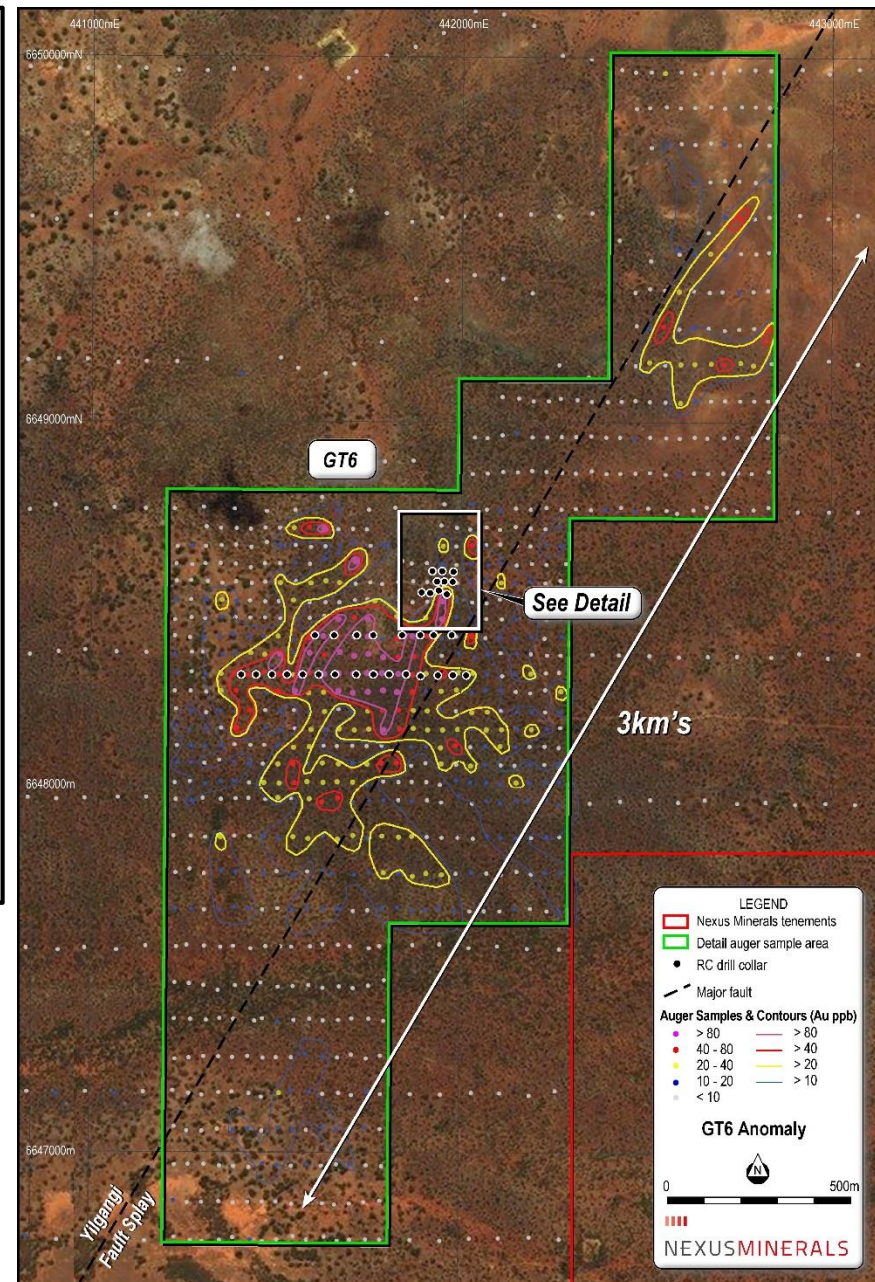 441000mE
442000mE
443000mE
6650000mN
6649000mN
GT6
See Detail
3km's
6648000m
6647000m
Yilgangi
Fault Splay
LEGEND
Nexus Minerals tenements
Detail auger sample area
RC drill collar
Major fault
Auger Samples & Contours (Au ppb)
> 80 > 80
40 - 80 > 40
20 - 40 > 20
10 - 20 > 10
< 10
GT6 Anomaly
N
0 500m
NEXUSMINERALS